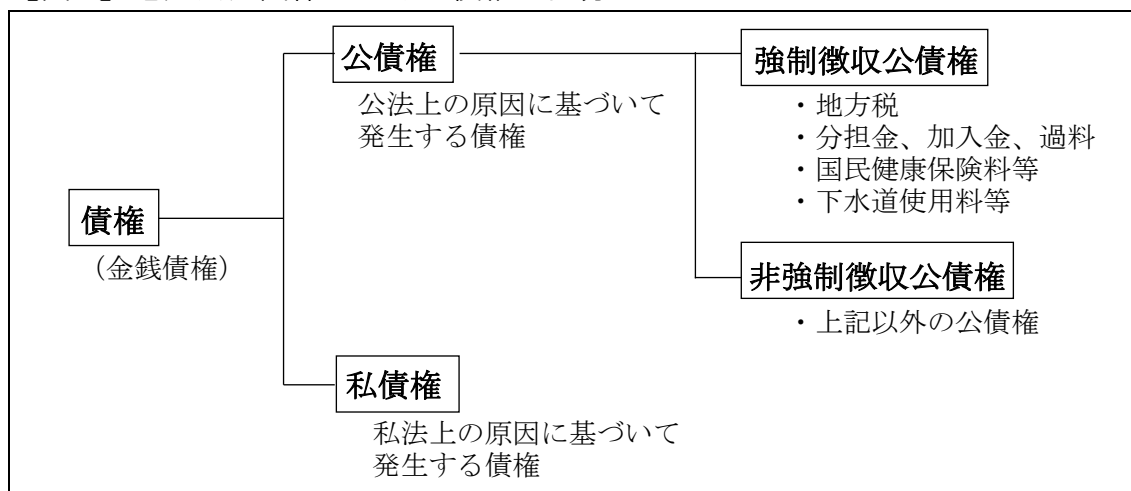 債権
(金銭債権)
公債権
公法上の原因に基づいて
発生する債権
強制徴収公債権
・地方税
・分担金、加入金、過料
・国民健康保険料等
・下水道使用料等
非強制徴収公債権
・上記以外の公債権
私債権
私法上の原因に基づいて
発生する債権